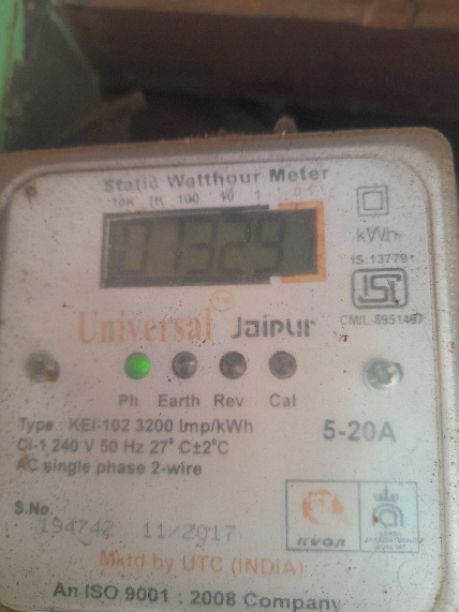 Static Watthour Meter
10K 1K 100 10 1 0.1
kWh
IS:13779
ISI
CM/L-8951467
Universal Jaipur
Ph Earth Rev Cal
Type : KEI-102 3200 Imp/kWh
Cl-1 240 V 50 Hz 27°C±2°C
5-20A
AC single phase 2-wire
S.No.
194742 11/2017
Mktd by UTC (INDIA)
An ISO 9001 : 2008 Company